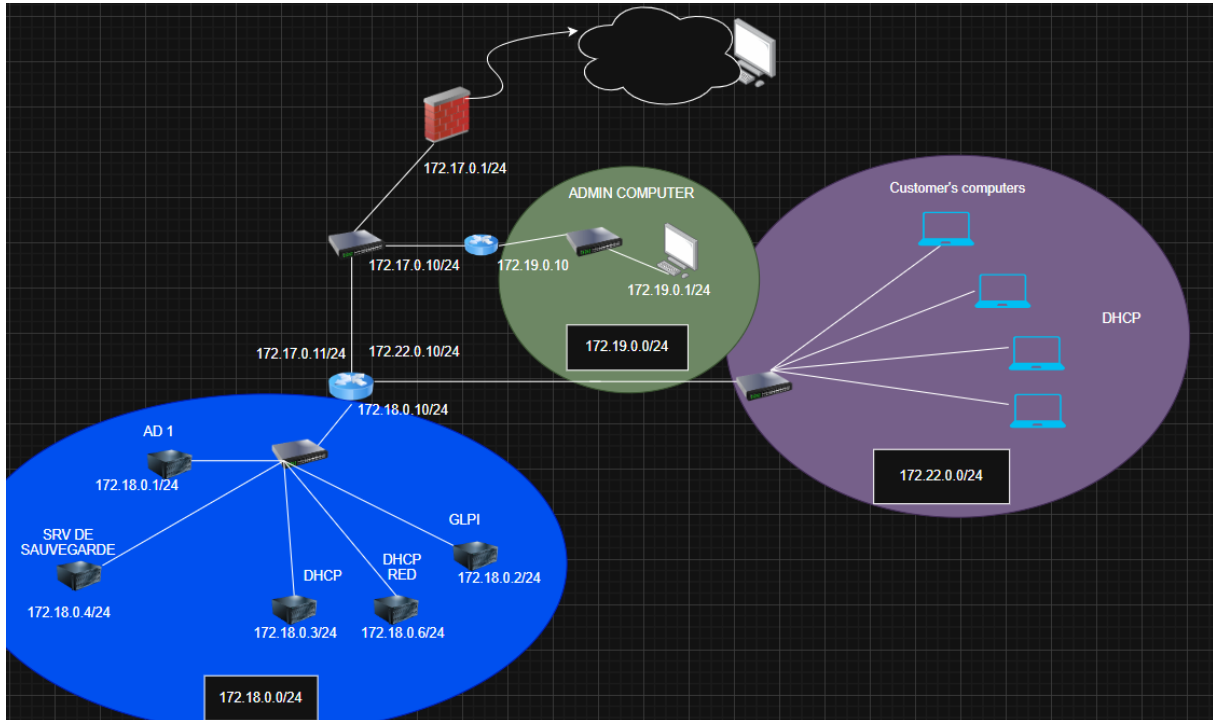 172.17.0.1/24
ADMIN COMPUTER
Customer's computers
172.17.0.10/24
172.19.0.10
172.19.0.1/24
DHCP
172.17.0.11/24
172.22.0.10/24
172.19.0.0/24
172.18.0.10/24
AD 1
172.18.0.1/24
172.22.0.0/24
GLPI
SRV DE
SAUVEGARDE
DHCP
DHCP
RED
172.18.0.2/24
172.18.0.4/24
172.18.0.3/24
172.18.0.6/24
172.18.0.0/24